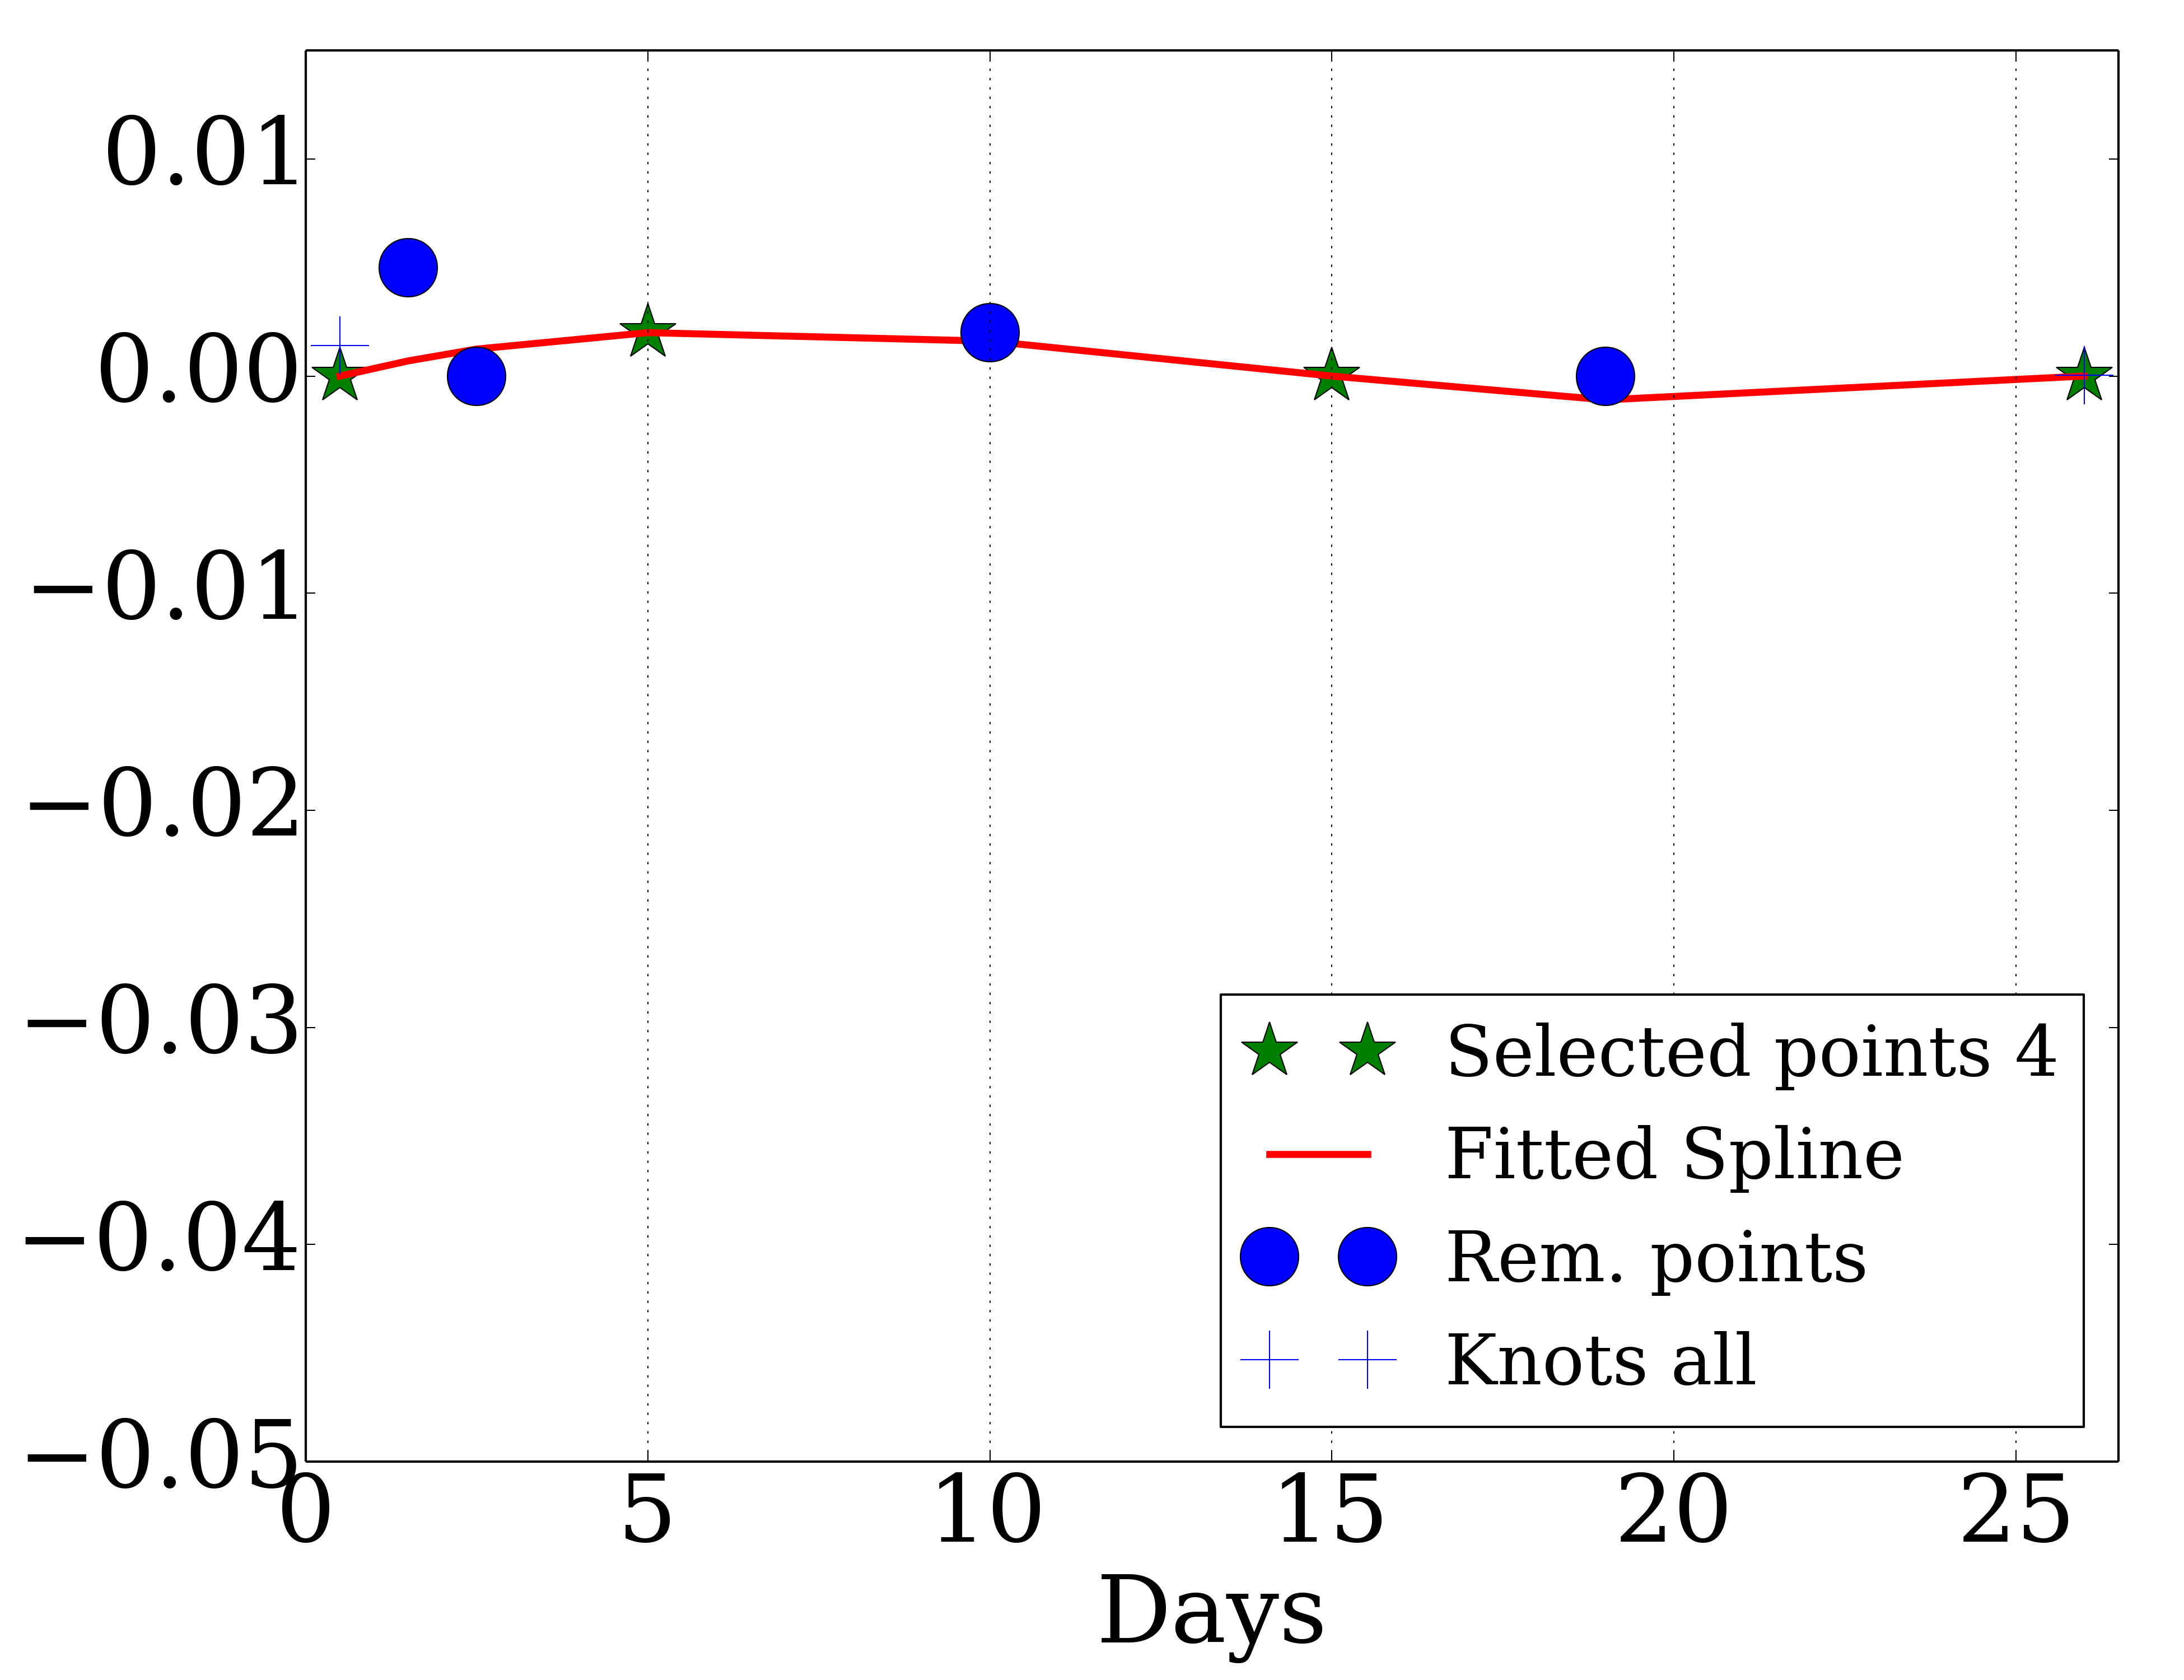 0.01
0.00
−0.01
−0.02
−0.03
−0.04
−0.05
Selected points 4
Fitted Spline
Rem. points
Knots all
0 5 10 15 20 25
Days